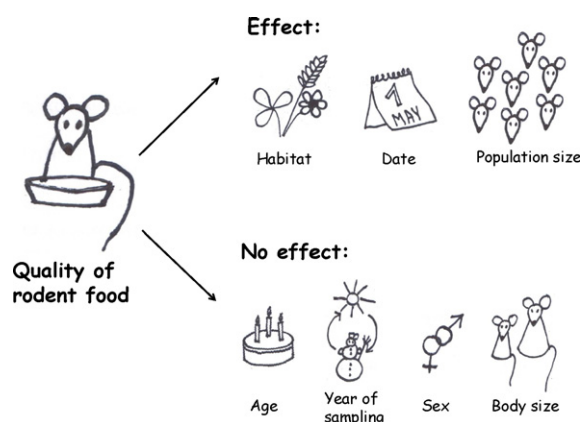 Effect:
1
MAY
Habitat
Date
Population size
Quality of
rodent food
No effect:
Age
Year of
sampling
Sex
Body size